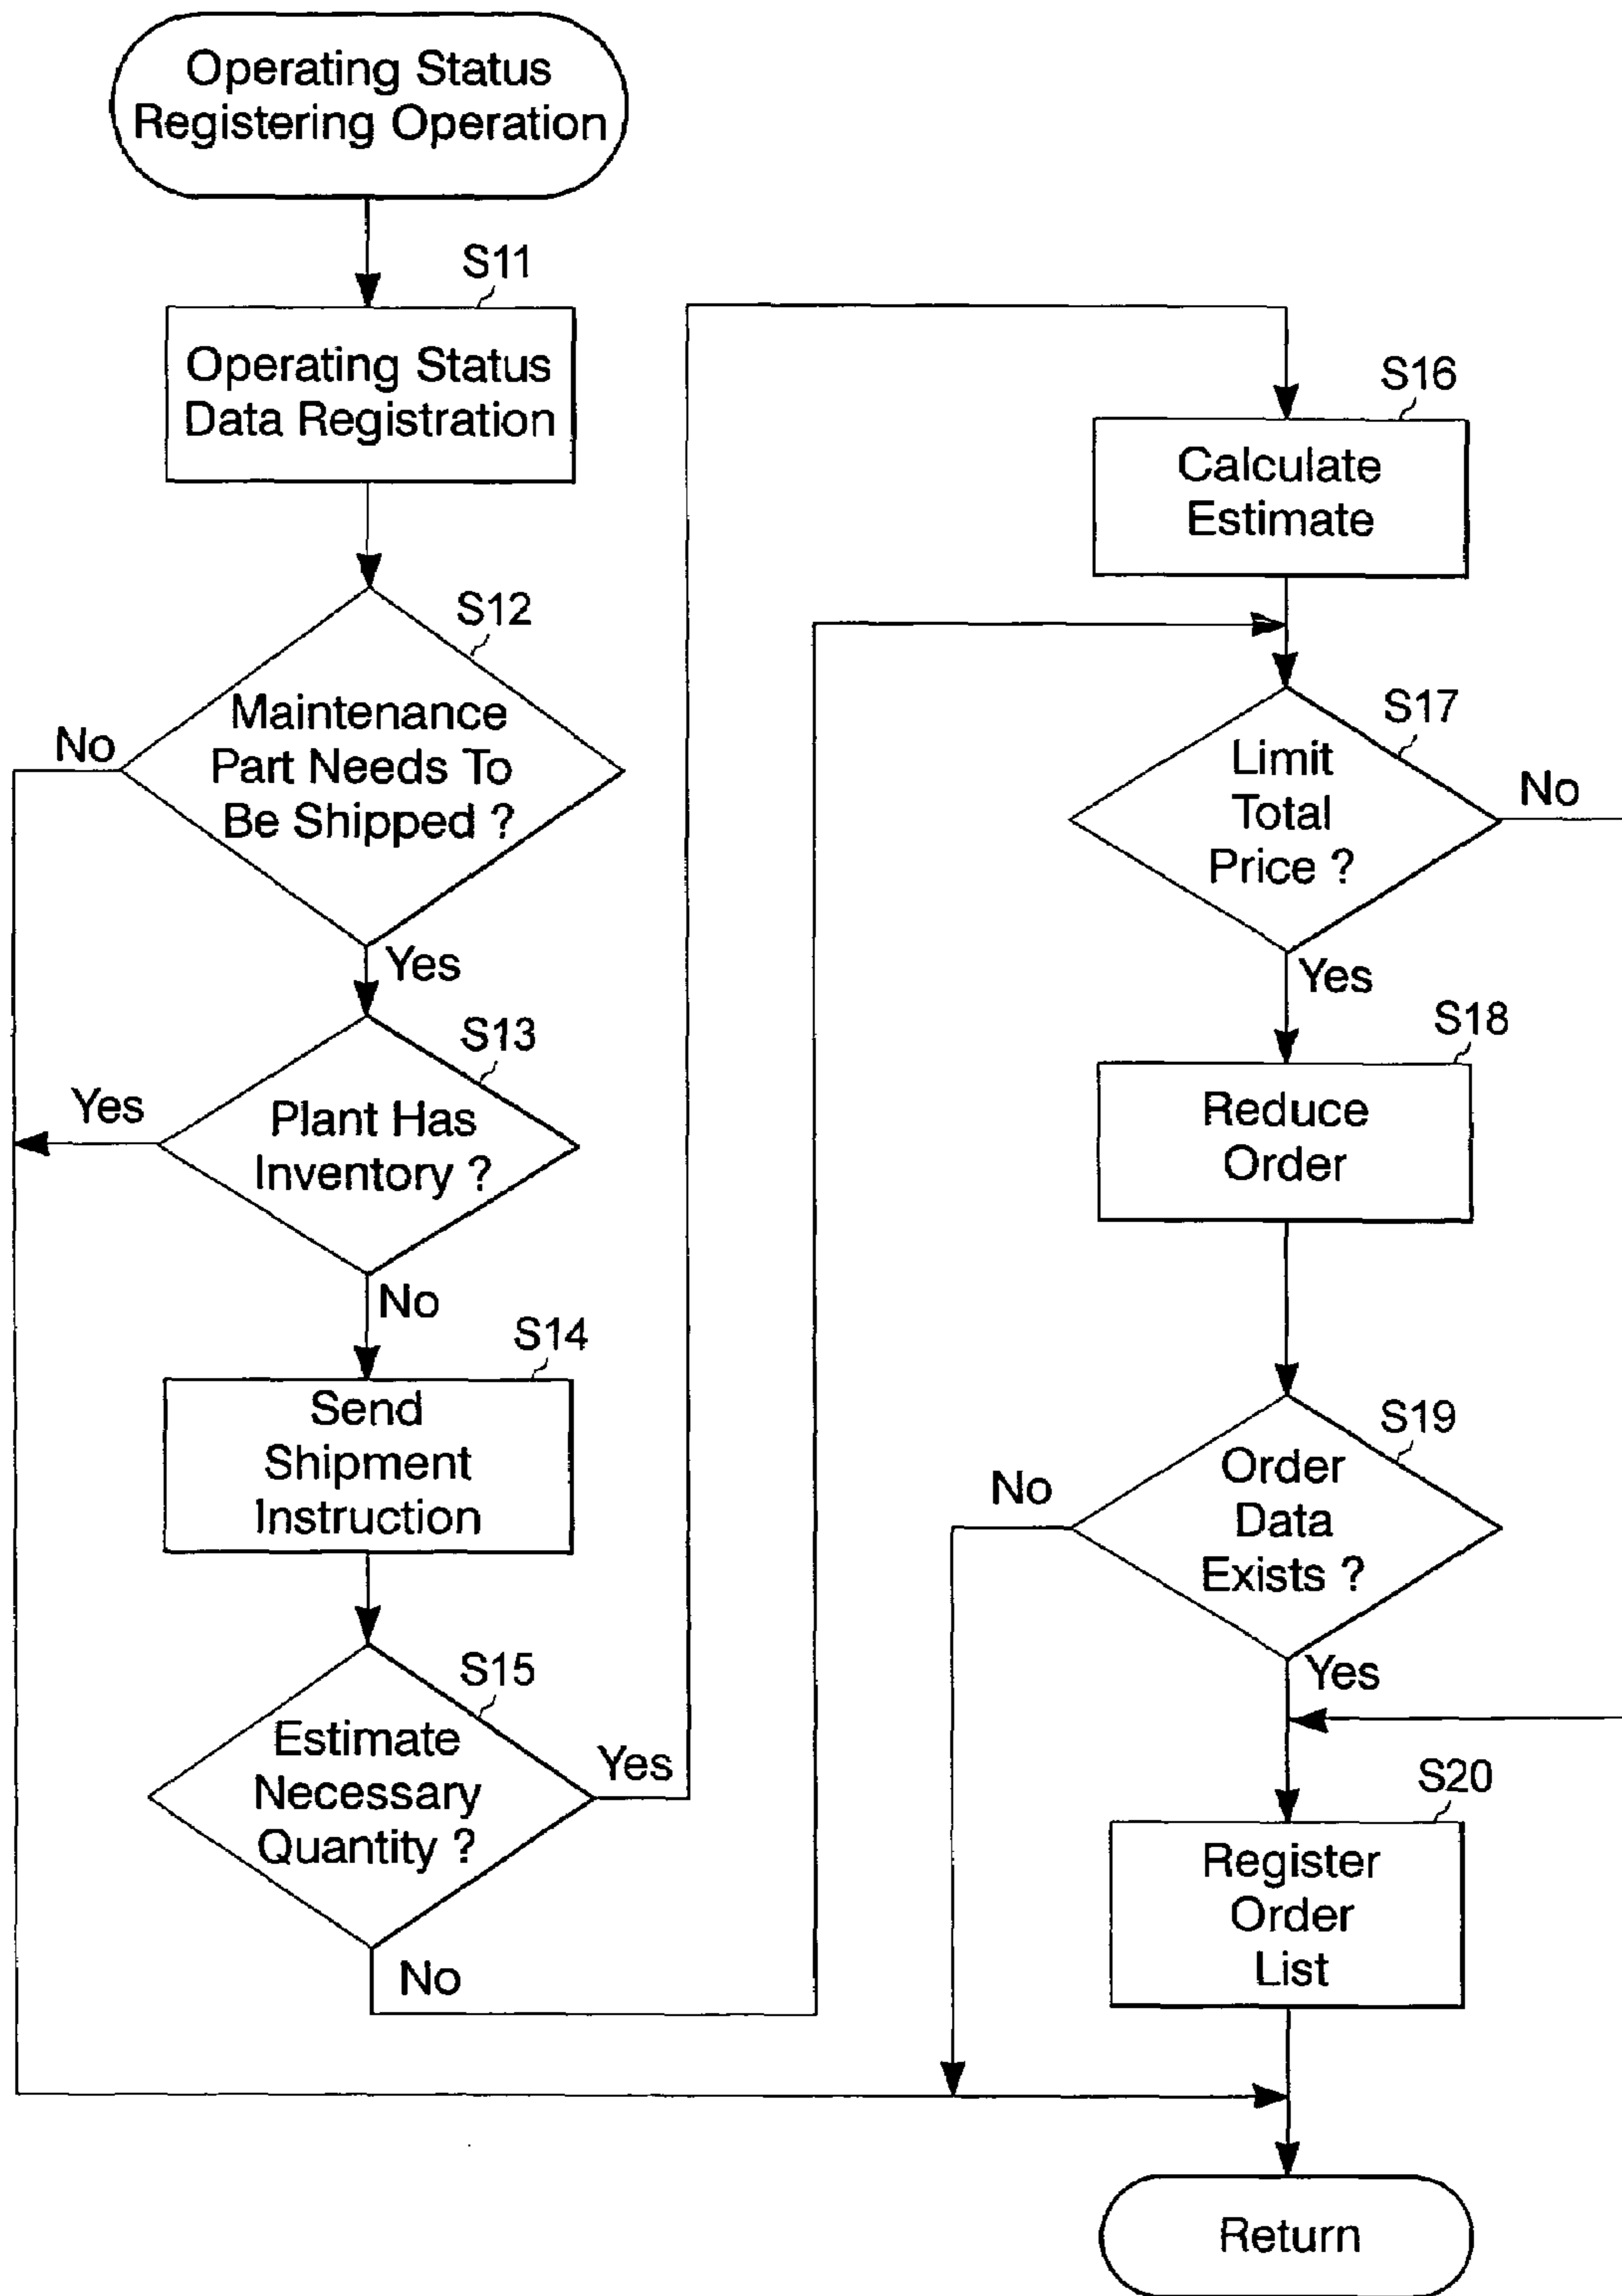 Operating Status
Registering Operation
S11
Operating Status
Data Registration
S12
Maintenance
Part Needs To
Be Shipped ?
No
Yes
S13
Plant Has
Inventory ?
Yes
No
S14
Send
Shipment
Instruction
S15
Estimate
Necessary
Quantity ?
Yes
No
S16
Calculate
Estimate
S17
Limit
Total
Price ?
No
Yes
S18
Reduce
Order
S19
Order
Data
Exists ?
No
Yes
S20
Register
Order
List
Return